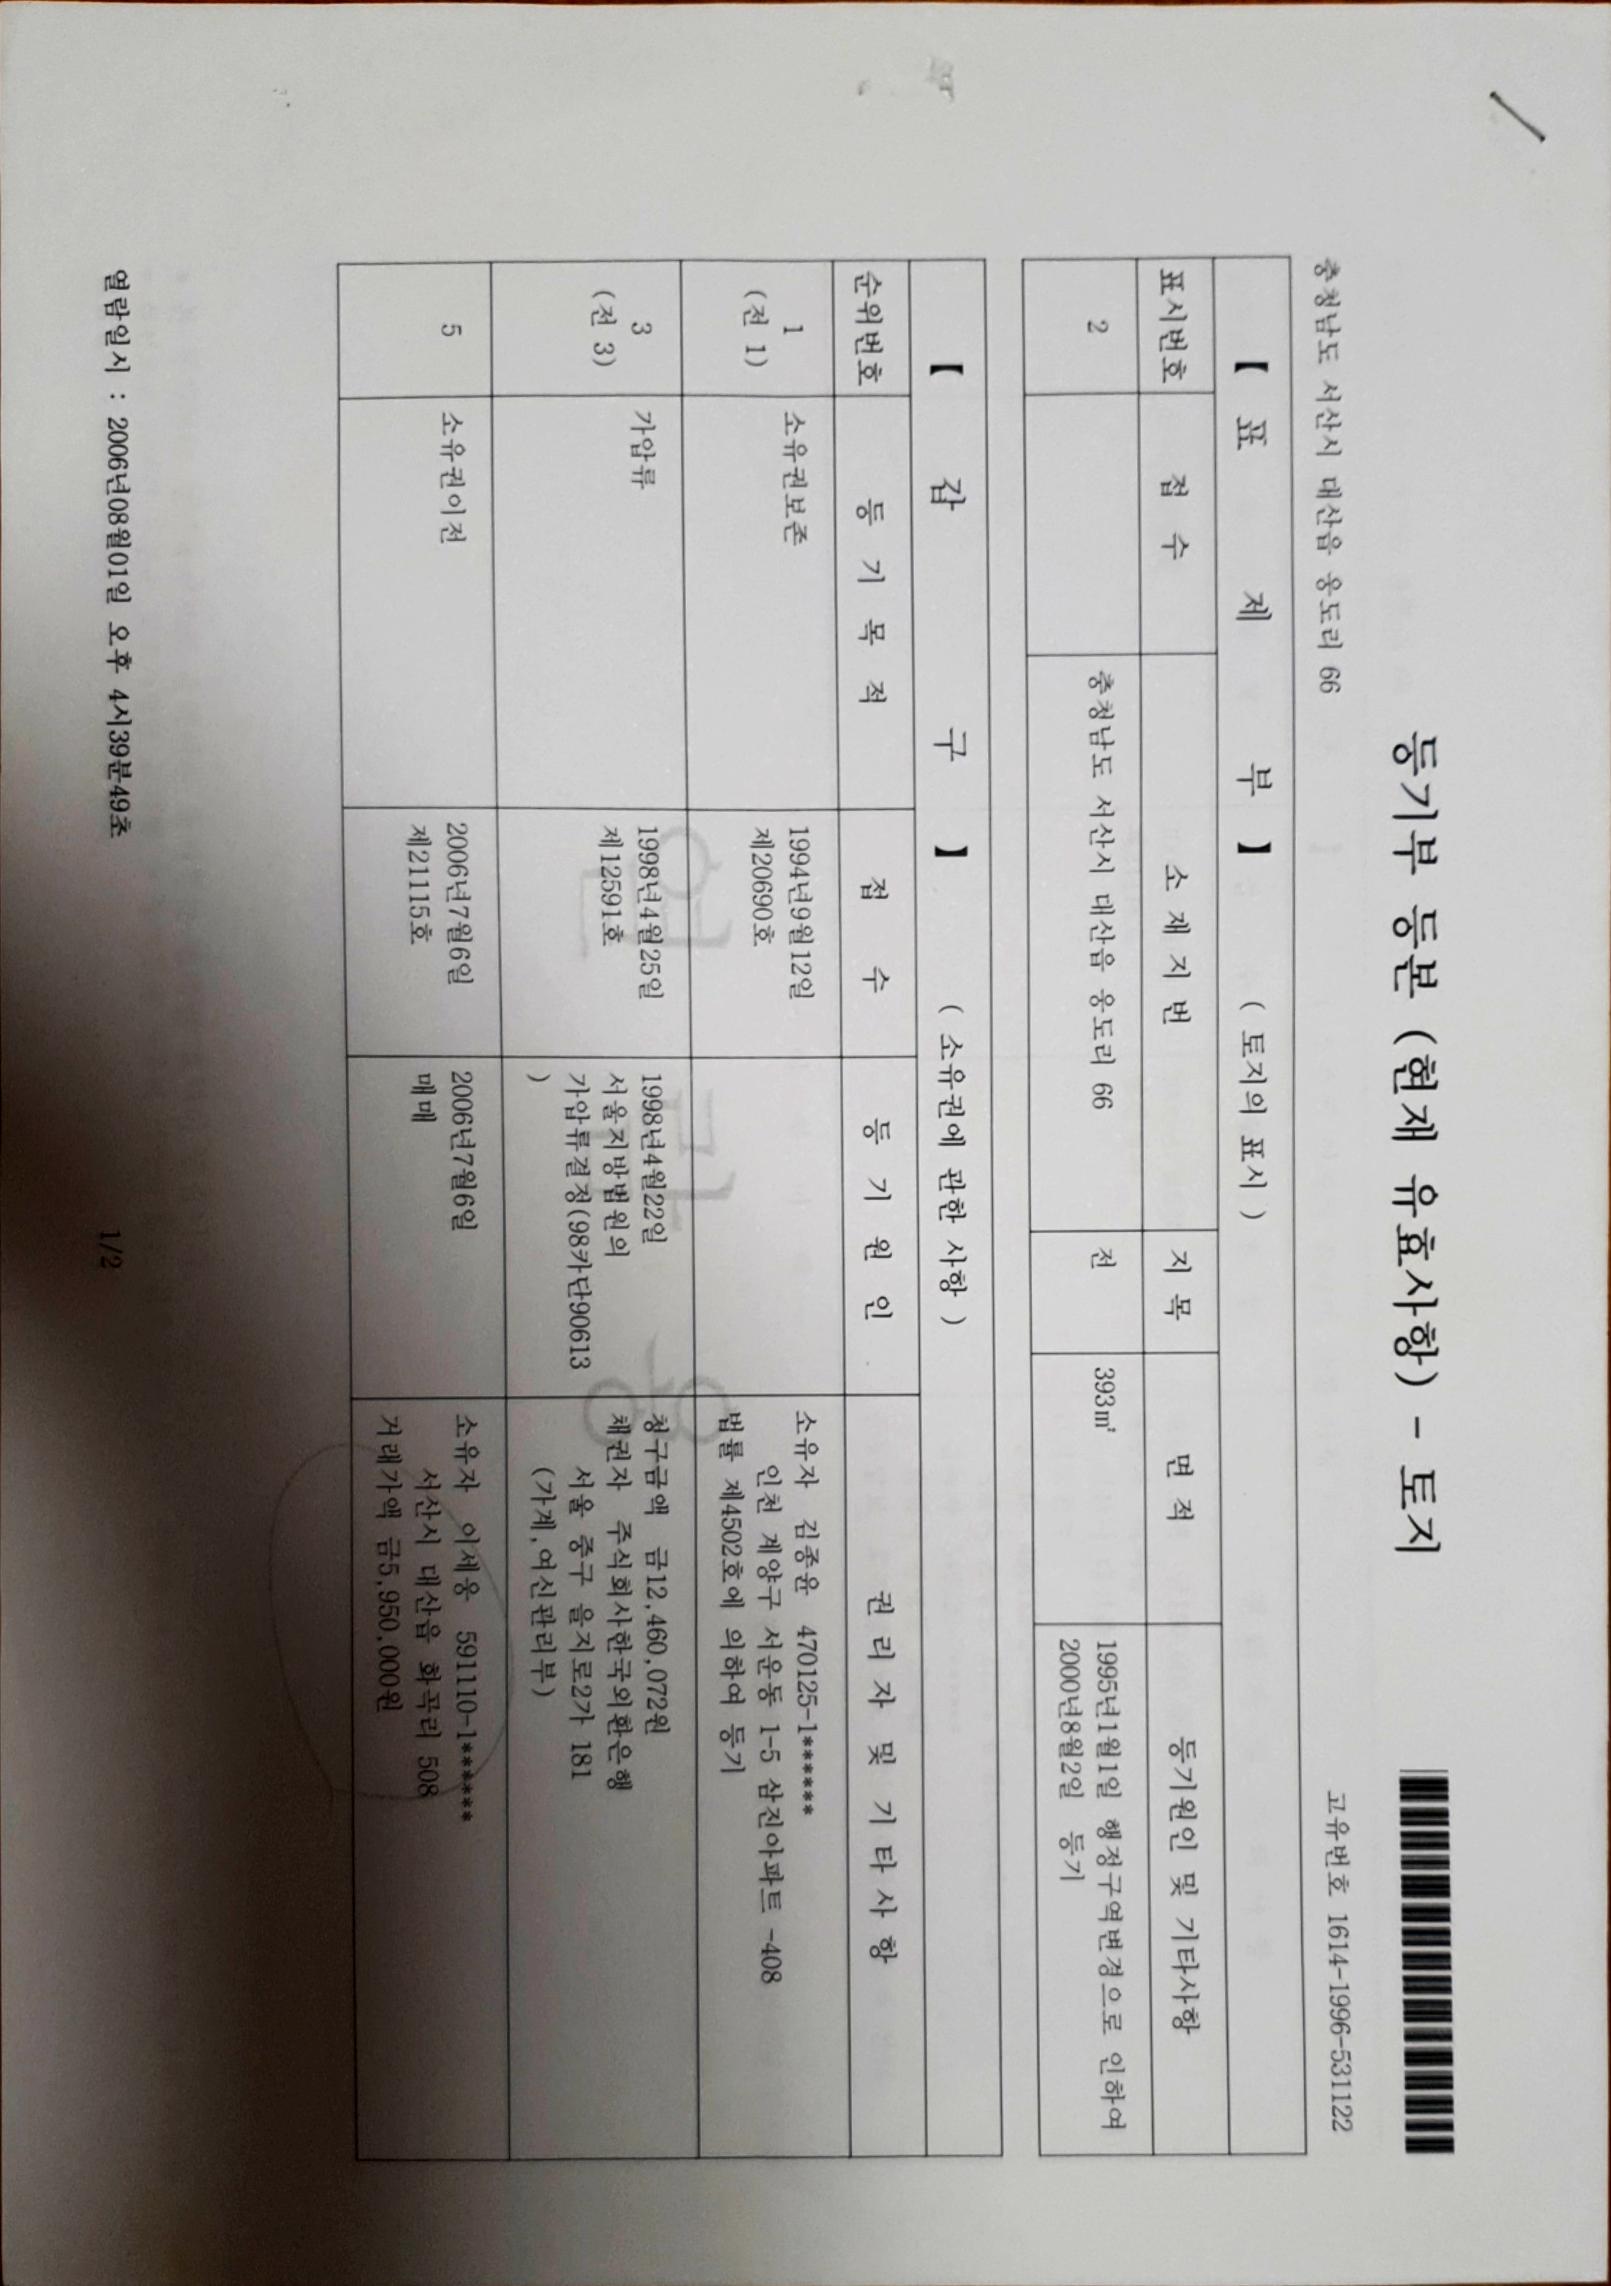 등기부 등본 (현재 유효사항) - 토지
고유번호 1614-1996-531122
충청남도 서산시 대산읍 웅도리 66
【 표 제 부 】 ( 토지의 표시 )
표시번호 접 수 소 재 지 번 지 목 면 적 등기원인 및 기타사항
2 충청남도 서산시 대산읍 웅도리 66 전 393㎡ 1995년1월1일 행정구역변경으로 인하여
2000년8월2일 등기
【 갑 구 】 ( 소유권에 관한 사항 )
순위번호 등 기 목 적 접 수 등 기 원 인 권 리 자 및 기 타 사 항
1 소유권보존 1994년9월12일 소유자 김종윤 470125-1******
(전 1) 제20690호 인천 계양구 서운동 1-5 삼진아파트 -408
법률 제4502호에 의하여 등기
3 가압류 1998년4월25일 1998년4월22일 청구금액 금12,460,072원
(전 3) 제12591호 서울지방법원의 채권자 주식회사한국외환은행
가압류결정(98카단90613 서울 중구 을지로2가 181
) (가계,여신관리부)
5 소유권이전 2006년7월6일 2006년7월6일 소유자 이제웅 591110-1******
제21115호 매매 서산시 대산읍 화곡리 508
거래가액 금5,950,000원
열람용
열람일시 : 2006년08월01일 오후 4시39분49초
1/2